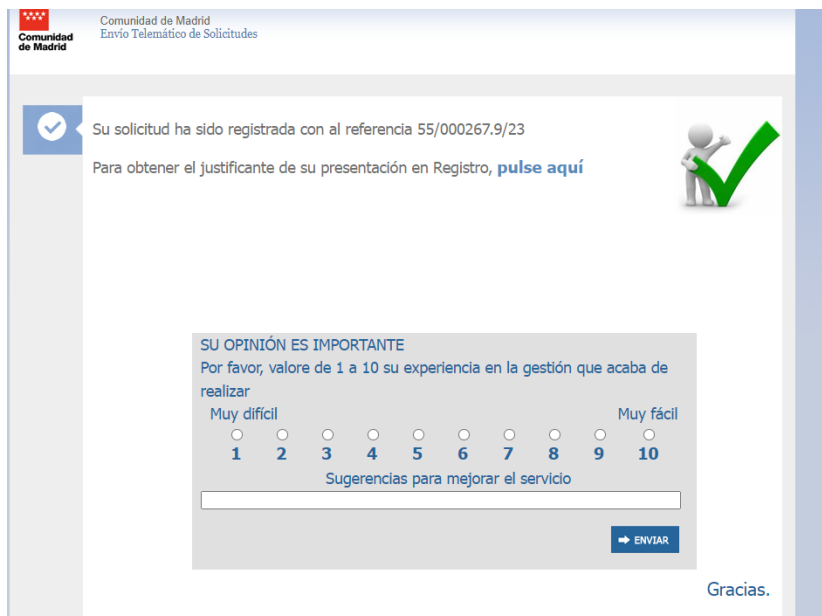 Comunidad
de Madrid
Comunidad de Madrid
Envío Telemático de Solicitudes
Su solicitud ha sido registrada con al referencia 55/000267.9/23
Para obtener el justificante de su presentación en Registro, pulse aquí
SU OPINIÓN ES IMPORTANTE
Por favor, valore de 1 a 10 su experiencia en la gestión que acaba de
realizar
Muy difícil Muy fácil
1 2 3 4 5 6 7 8 9 10
Sugerencias para mejorar el servicio
ENVIAR
Gracias.